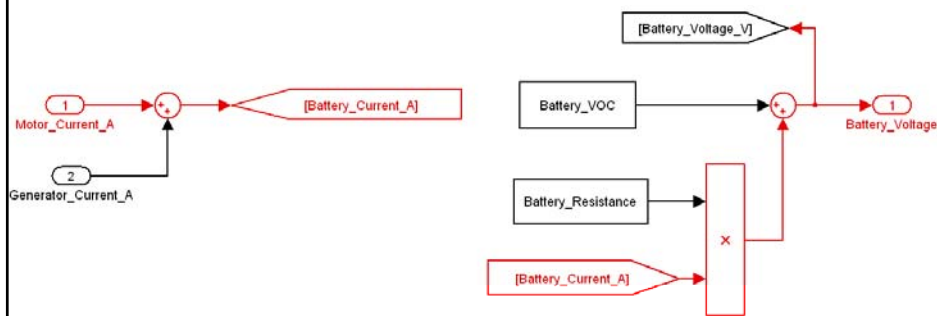 [Battery_Voltage_V]
1
Motor_Current_A
+
+
[Battery_Current_A]
2
Generator_Current_A
Battery_VOC
+
+
1
Battery_Voltage
Battery_Resistance
×
[Battery_Current_A]